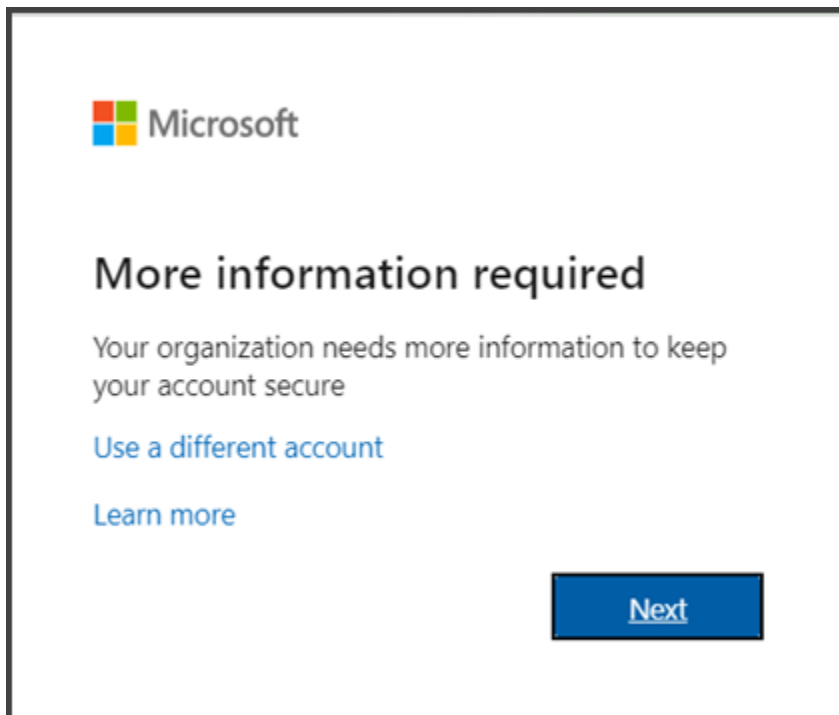 Microsoft
More information required
Your organization needs more information to keep
your account secure
Use a different account
Learn more
Next